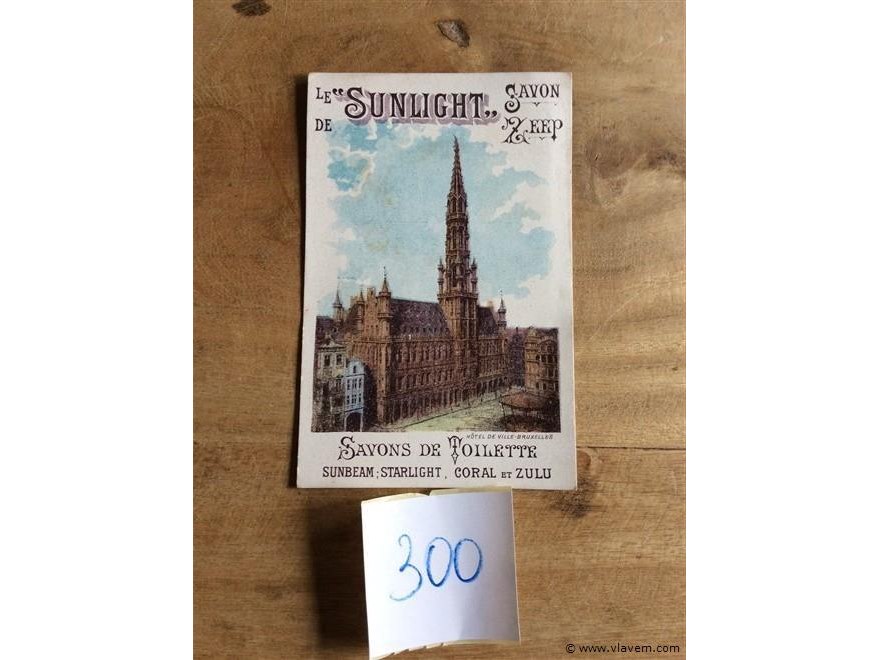 LE "SUNLIGHT„ SAVON
DE ZEEP
HÔTEL DE VILLE-BRUXELLES
SAVONS DE TOILETTE
SUNBEAM; STARLIGHT, CORAL ET ZULU
300
© www.vlavem.com